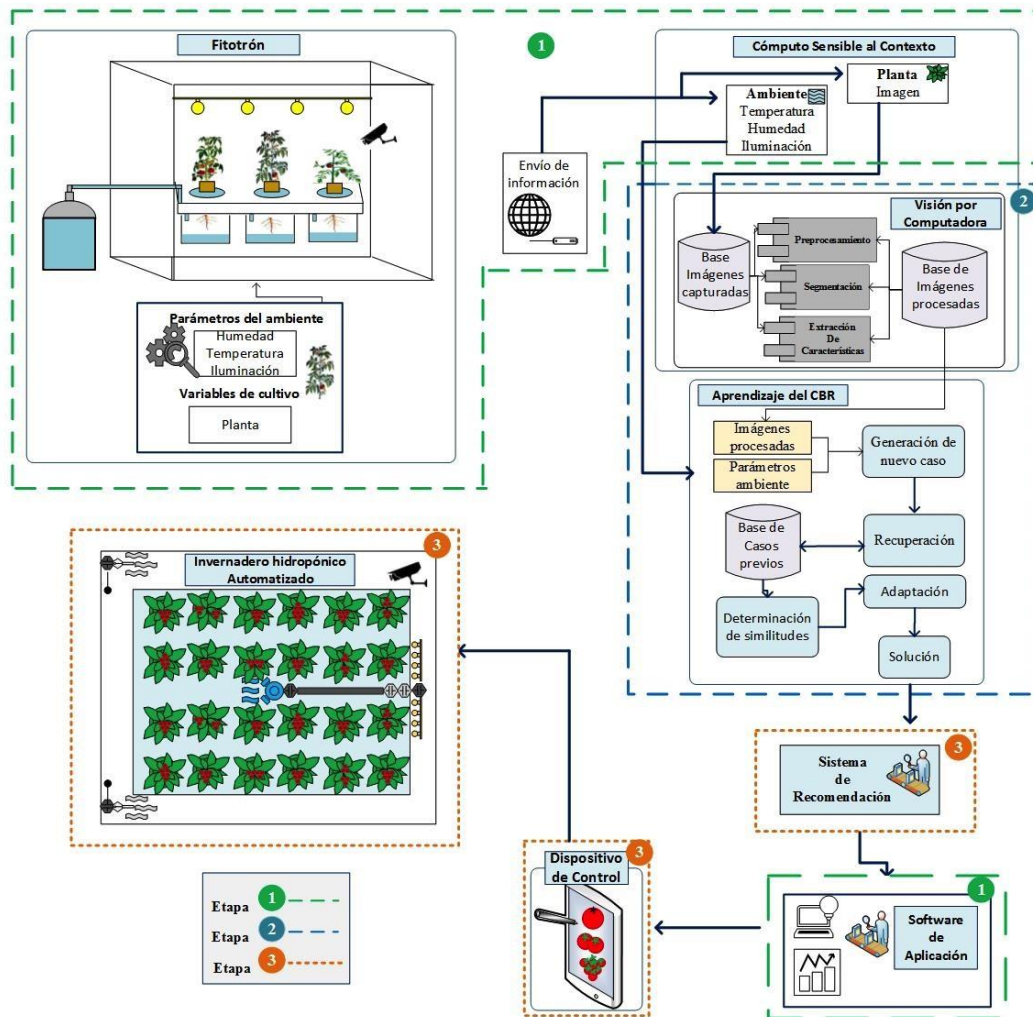 Fitotrón
Parámetros del ambiente
Humedad
Temperatura
Iluminación
Variables de cultivo
Planta
1
Cómputo Sensible al Contexto
Planta
Imagen
Ambiente
Temperatura
Humedad
Iluminación
Envío de
información
2
Visión por
Computadora
Base
Imágenes
capturadas
Preprocesamiento
Segmentación
Extracción
De
Características
Base de
Imágenes
procesadas
Aprendizaje del CBR
Imágenes
procesadas
Parámetros
ambiente
Generación de
nuevo caso
Base de
Casos
previos
Recuperación
Determinación
de similitudes
Adaptación
Solución
3
Invernadero hidropónico
Automatizado
3
Sistema
de
Recomendación
3
Dispositivo
de Control
1
Software
de
Aplicación
Etapa 1
Etapa 2
Etapa 3